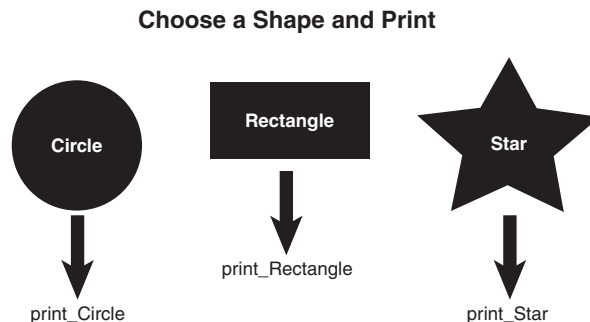 Choose a Shape and Print
Circle
Rectangle
Star
print_Circle
print_Rectangle
print_Star